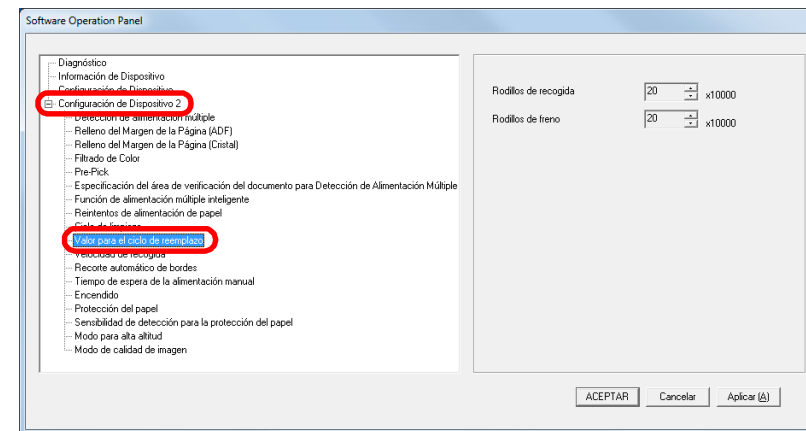 Software Operation Panel
Diagnóstico
Información de Dispositivo
Configuración de Dispositivo
Configuración de Dispositivo 2
Detección de alimentación múltiple
Relleno del Margen de la Página (ADF)
Relleno del Margen de la Página (Cristal)
Filtrado de Color
Pre-Pick
Especificación del área de verificación del documento para Detección de Alimentación Múltiple
Función de alimentación múltiple inteligente
Reintentos de alimentación de papel
Ciclo de limpieza
Valor para el ciclo de reemplazo
Velocidad de recogida
Recorte automático de bordes
Tiempo de espera de la alimentación manual
Encendido
Protección del papel
Sensibilidad de detección para la protección del papel
Modo para alta altitud
Modo de calidad de imagen
Rodillos de recogida 20 x10000
Rodillos de freno 20 x10000
ACEPTAR Cancelar Aplicar (A)